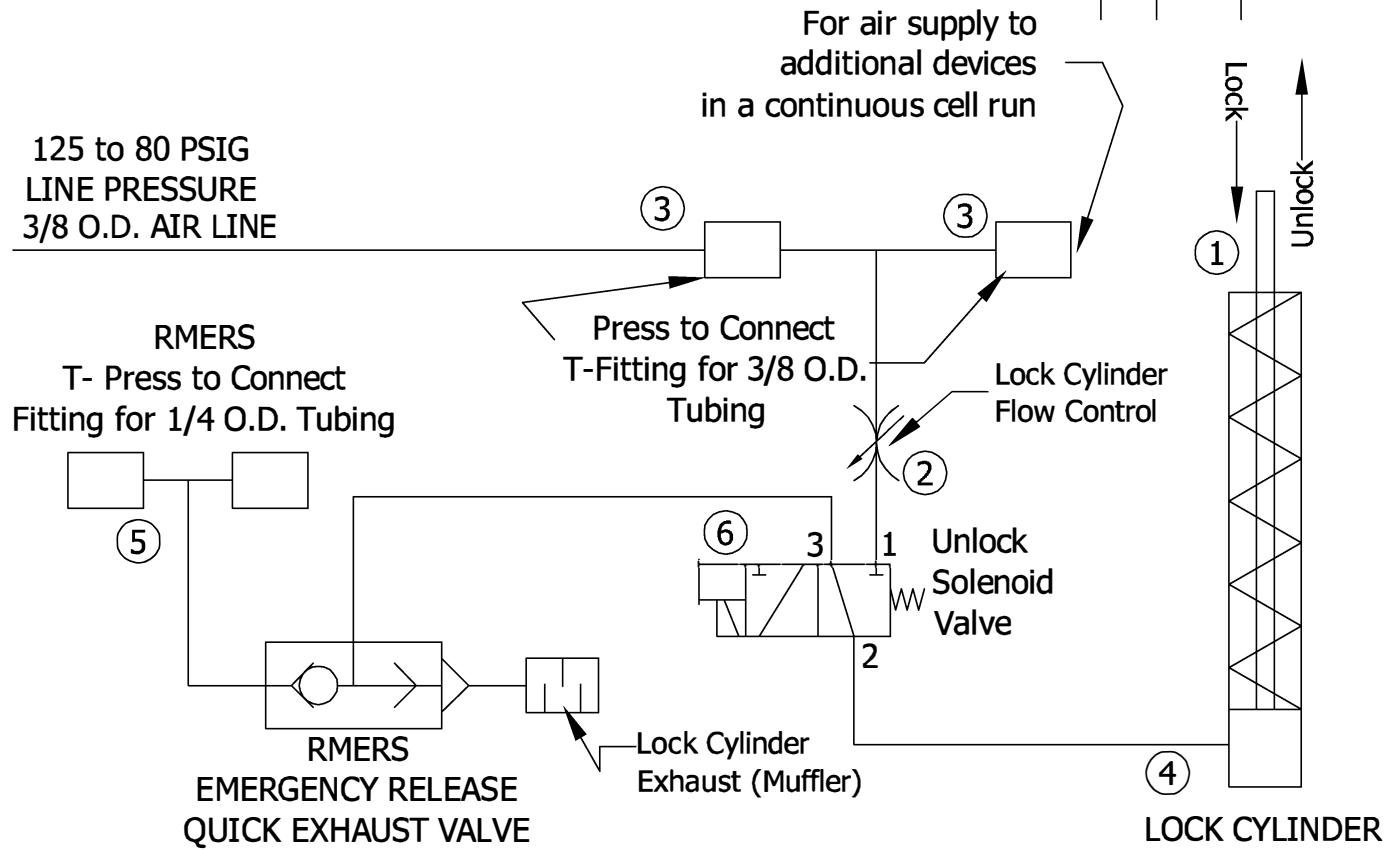 For air supply to
additional devices
in a continuous cell run
Lock
Unlock
125 to 80 PSIG
LINE PRESSURE
3/8 O.D. AIR LINE
3
3
1
RMERS
T- Press to Connect
Fitting for 1/4 O.D. Tubing
Press to Connect
T-Fitting for 3/8 O.D.
Tubing
Lock Cylinder
Flow Control
2
5
6
3
1
Unlock
Solenoid
Valve
2
RMERS
EMERGENCY RELEASE
QUICK EXHAUST VALVE
Lock Cylinder
Exhaust (Muffler)
4
LOCK CYLINDER